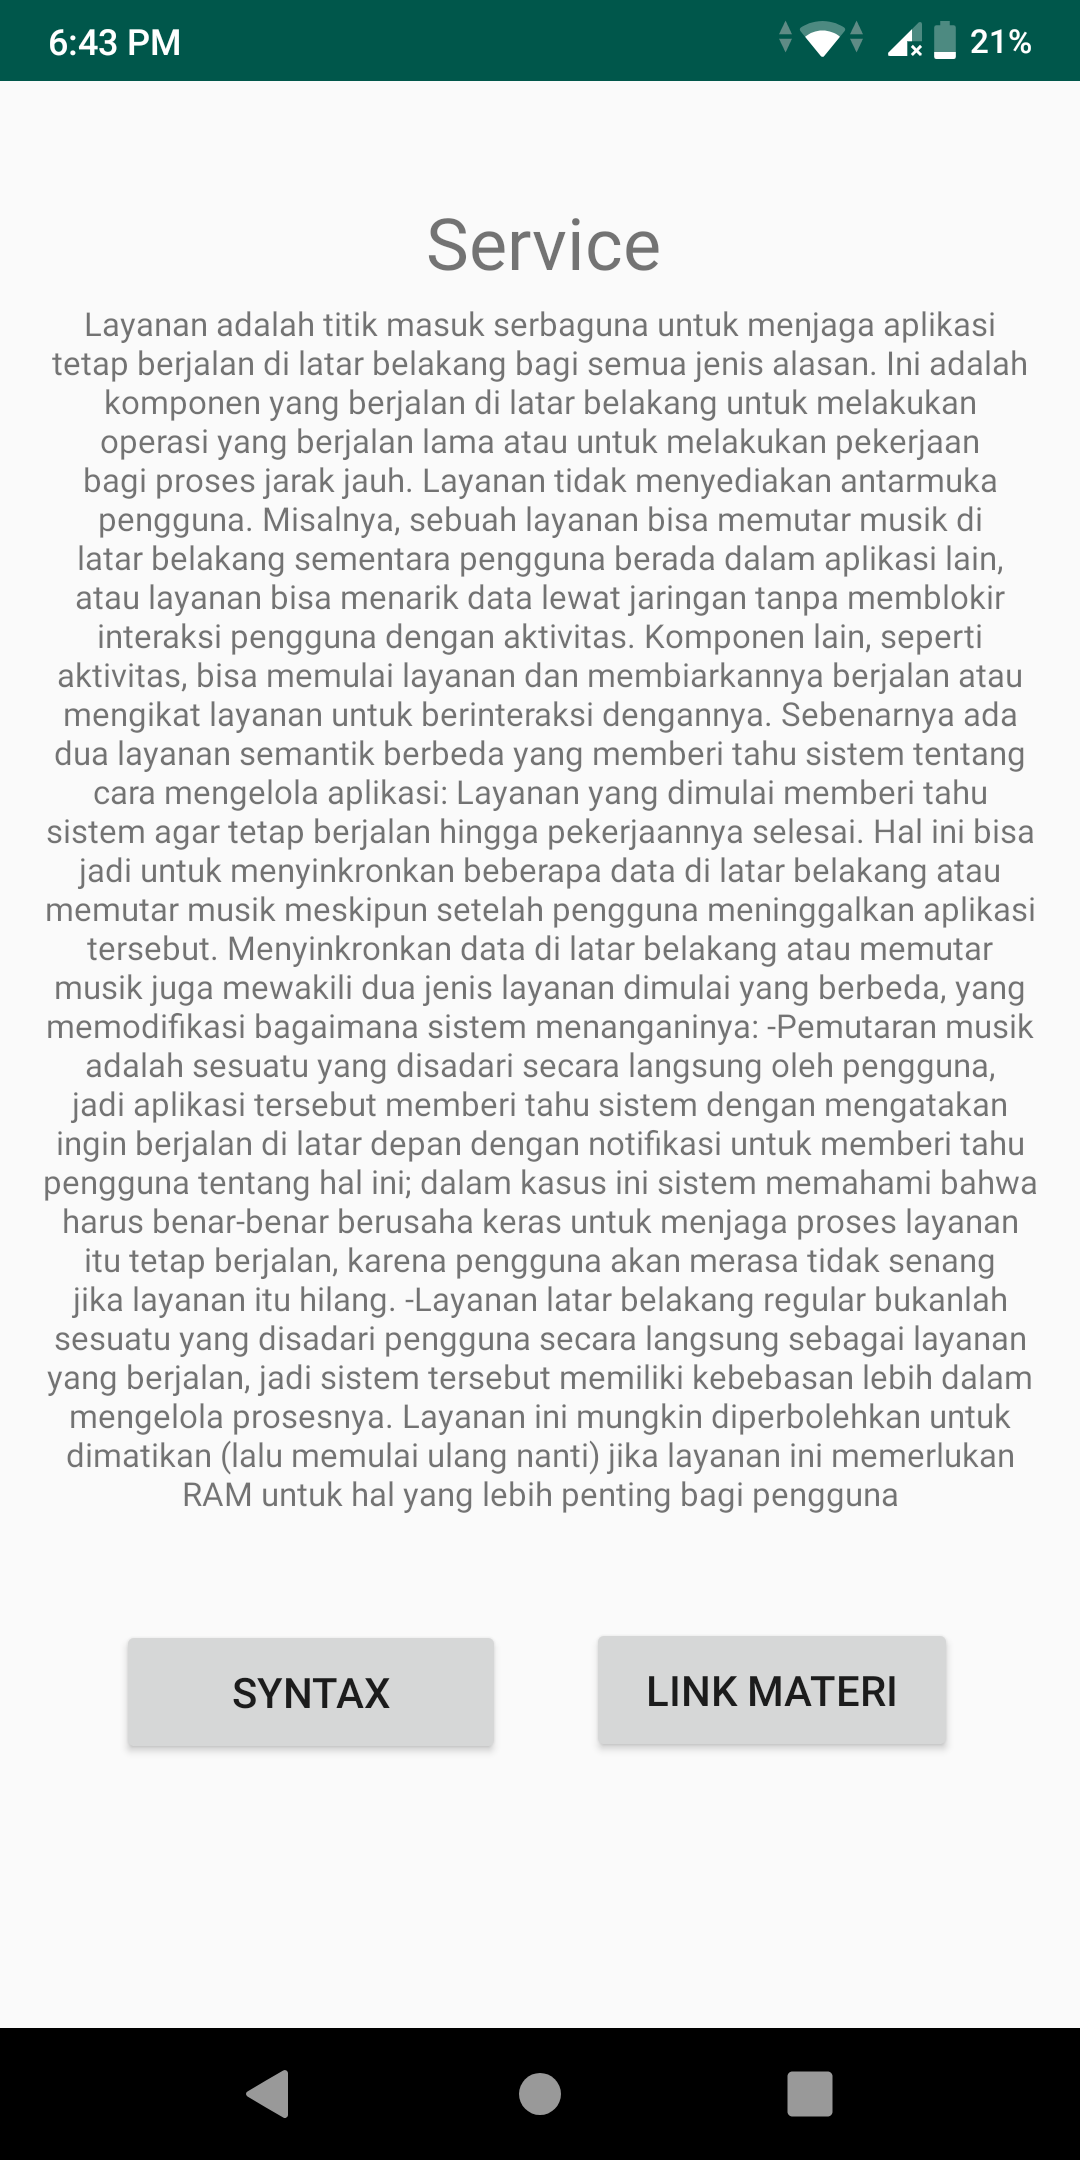 6:43 PM
21%
Service
Layanan adalah titik masuk serbaguna untuk menjaga aplikasi
tetap berjalan di latar belakang bagi semua jenis alasan. Ini adalah
komponen yang berjalan di latar belakang untuk melakukan
operasi yang berjalan lama atau untuk melakukan pekerjaan
bagi proses jarak jauh. Layanan tidak menyediakan antarmuka
pengguna. Misalnya, sebuah layanan bisa memutar musik di
latar belakang sementara pengguna berada dalam aplikasi lain,
atau layanan bisa menarik data lewat jaringan tanpa memblokir
interaksi pengguna dengan aktivitas. Komponen lain, seperti
aktivitas, bisa memulai layanan dan membiarkannya berjalan atau
mengikat layanan untuk berinteraksi dengannya. Sebenarnya ada
dua layanan semantik berbeda yang memberi tahu sistem tentang
cara mengelola aplikasi: Layanan yang dimulai memberi tahu
sistem agar tetap berjalan hingga pekerjaannya selesai. Hal ini bisa
jadi untuk menyinkronkan beberapa data di latar belakang atau
memutar musik meskipun setelah pengguna meninggalkan aplikasi
tersebut. Menyinkronkan data di latar belakang atau memutar
musik juga mewakili dua jenis layanan dimulai yang berbeda, yang
memodifikasi bagaimana sistem menanganinya: -Pemutaran musik
adalah sesuatu yang disadari secara langsung oleh pengguna,
jadi aplikasi tersebut memberi tahu sistem dengan mengatakan
ingin berjalan di latar depan dengan notifikasi untuk memberi tahu
pengguna tentang hal ini; dalam kasus ini sistem memahami bahwa
harus benar-benar berusaha keras untuk menjaga proses layanan
itu tetap berjalan, karena pengguna akan merasa tidak senang
jika layanan itu hilang. -Layanan latar belakang regular bukanlah
sesuatu yang disadari pengguna secara langsung sebagai layanan
yang berjalan, jadi sistem tersebut memiliki kebebasan lebih dalam
mengelola prosesnya. Layanan ini mungkin diperbolehkan untuk
dimatikan (lalu memulai ulang nanti) jika layanan ini memerlukan
RAM untuk hal yang lebih penting bagi pengguna
SYNTAX
LINK MATERI